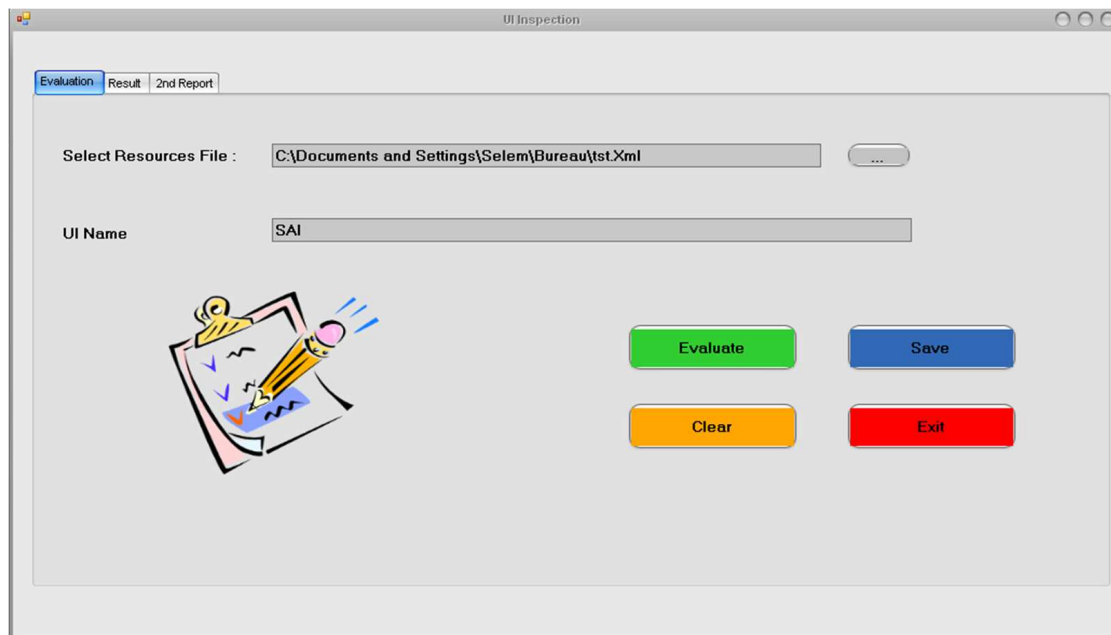 UI Inspection
Evaluation Result 2nd Report
Select Resources File : C:\Documents and Settings\Selem\Bureau\tst.Xml ...
UI Name SAI
Evaluate Save
Clear Exit